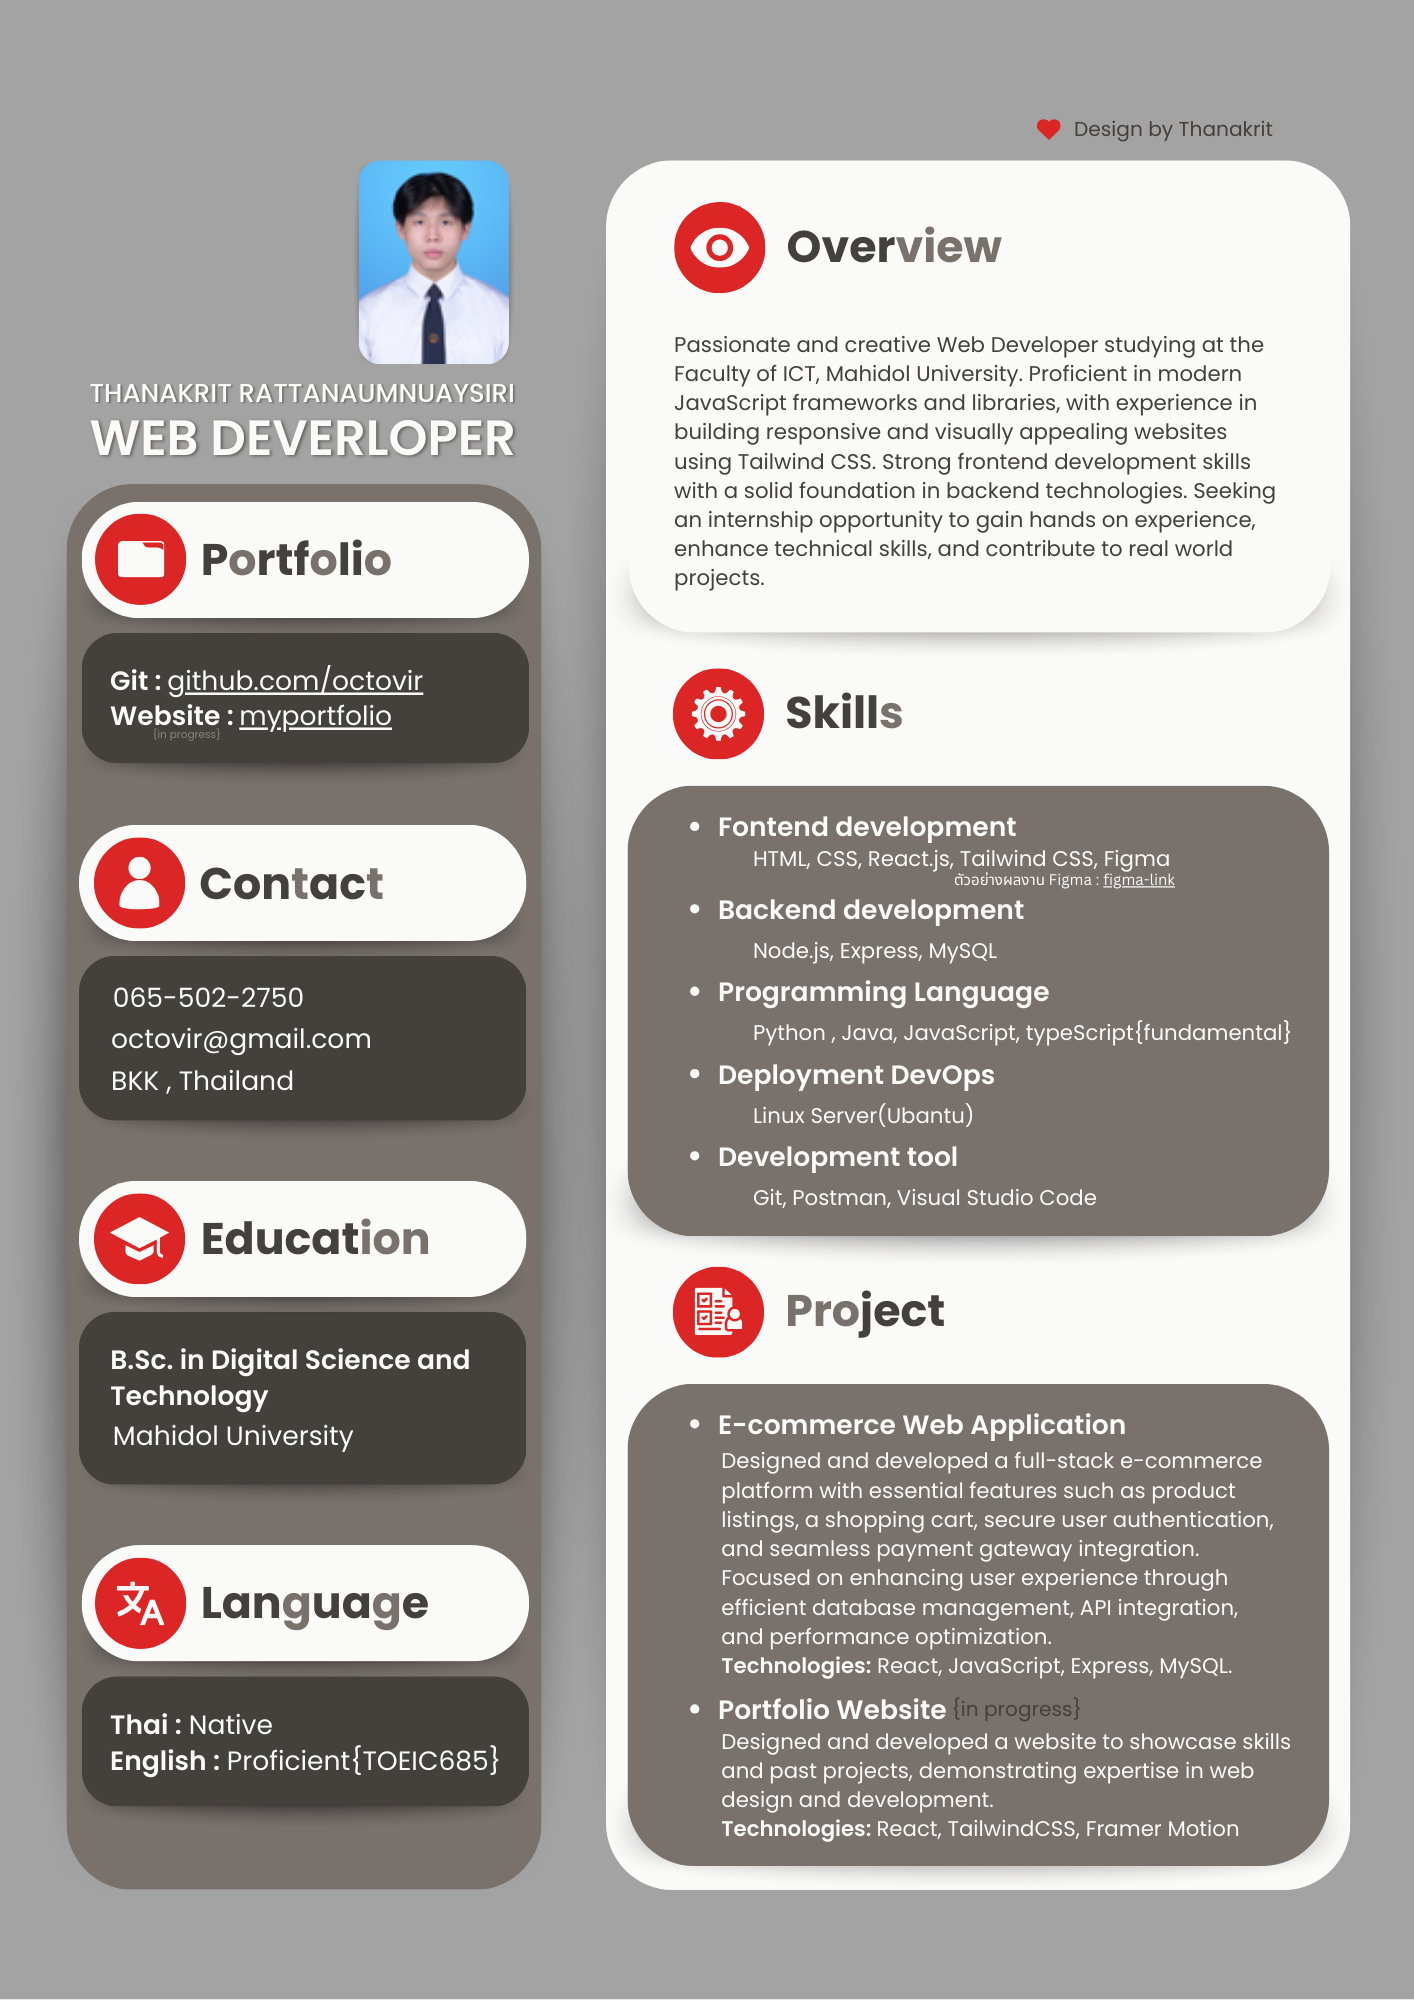 Design by Thanakrit
THANAKRIT RATTANAUMNUAYSIRI
WEB DEVERLOPER
Portfolio
Git : github.com/octovir
Website : myportfolio
{in progress}
Contact
065-502-2750
octovir@gmail.com
BKK , Thailand
Education
B.Sc. in Digital Science and
Technology
Mahidol University
Language
Thai : Native
English : Proficient{TOEIC685}
Overview
Passionate and creative Web Developer studying at the
Faculty of ICT, Mahidol University. Proficient in modern
JavaScript frameworks and libraries, with experience in
building responsive and visually appealing websites
using Tailwind CSS. Strong frontend development skills
with a solid foundation in backend technologies. Seeking
an internship opportunity to gain hands on experience,
enhance technical skills, and contribute to real world
projects.
Skills
• Fontend development
HTML, CSS, React.js, Tailwind CSS, Figma
ตัวอย่างผลงาน Figma : figma-link
• Backend development
Node.js, Express, MySQL
• Programming Language
Python , Java, JavaScript, typeScript{fundamental}
• Deployment DevOps
Linux Server(Ubantu)
• Development tool
Git, Postman, Visual Studio Code
Project
• E-commerce Web Application
Designed and developed a full-stack e-commerce
platform with essential features such as product
listings, a shopping cart, secure user authentication,
and seamless payment gateway integration.
Focused on enhancing user experience through
efficient database management, API integration,
and performance optimization.
Technologies: React, JavaScript, Express, MySQL.
• Portfolio Website {in progress}
Designed and developed a website to showcase skills
and past projects, demonstrating expertise in web
design and development.
Technologies: React, TailwindCSS, Framer Motion